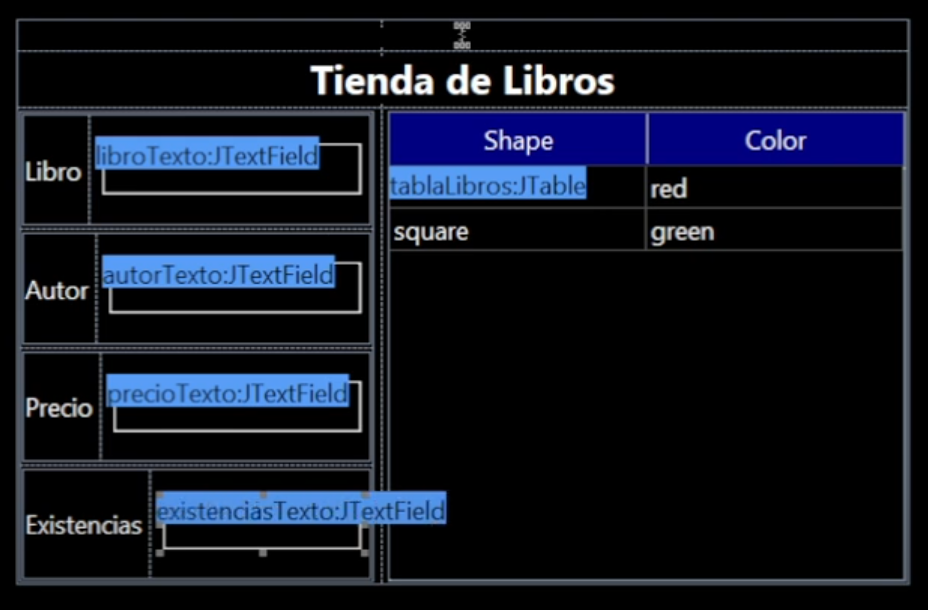 Tienda de Libros
Libro libroTexto:JTextField
Autor autorTexto:JTextField
Precio precioTexto:JTextField
Existencias existenciasTexto:JTextField
Shape Color
tablaLibros:JTable red
square green